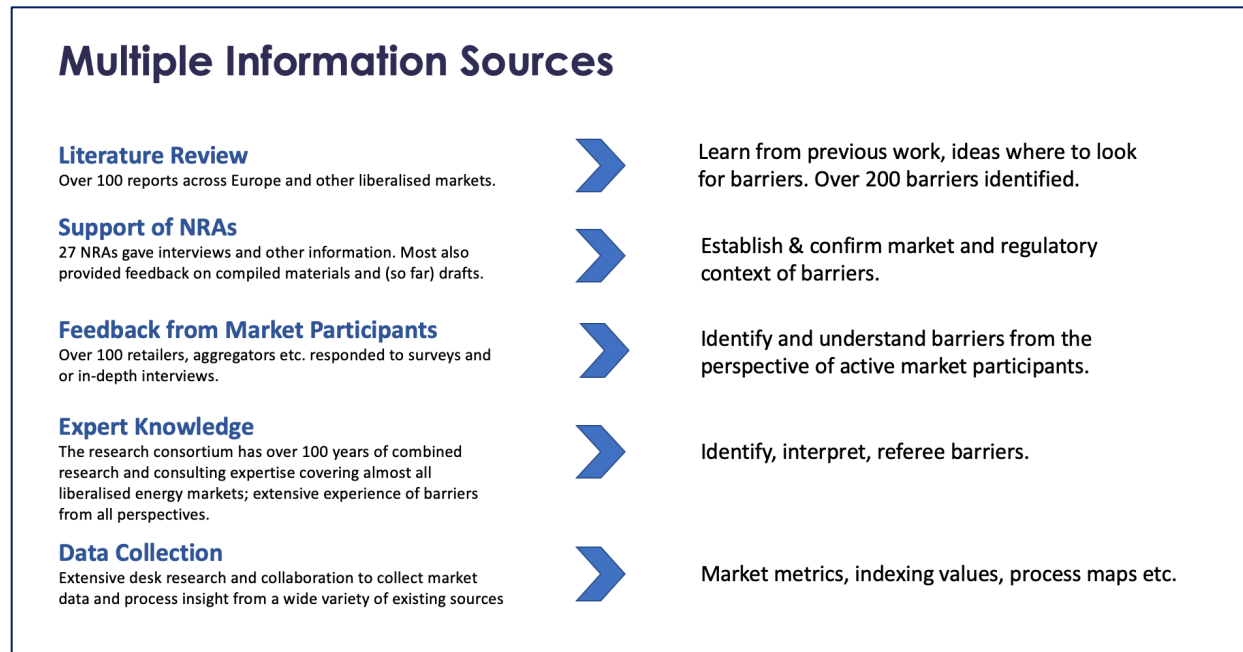 Multiple Information Sources
Literature Review
Over 100 reports across Europe and other liberalised markets.
Learn from previous work, ideas where to look
for barriers. Over 200 barriers identified.
Support of NRAs
27 NRAs gave interviews and other information. Most also
provided feedback on compiled materials and (so far) drafts.
Establish & confirm market and regulatory
context of barriers.
Feedback from Market Participants
Over 100 retailers, aggregators etc. responded to surveys and
or in-depth interviews.
Identify and understand barriers from the
perspective of active market participants.
Expert Knowledge
The research consortium has over 100 years of combined
research and consulting expertise covering almost all
liberalised energy markets; extensive experience of barriers
from all perspectives.
Identify, interpret, referee barriers.
Data Collection
Extensive desk research and collaboration to collect market
data and process insight from a wide variety of existing sources
Market metrics, indexing values, process maps etc.